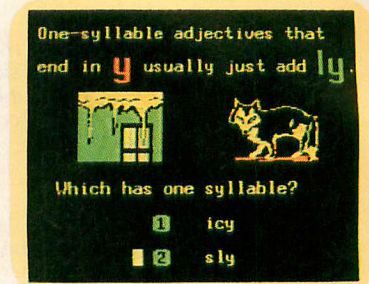 One-syllable adjectives that
end in y usually just add ly.
Which has one syllable?
1 icy
2 sly